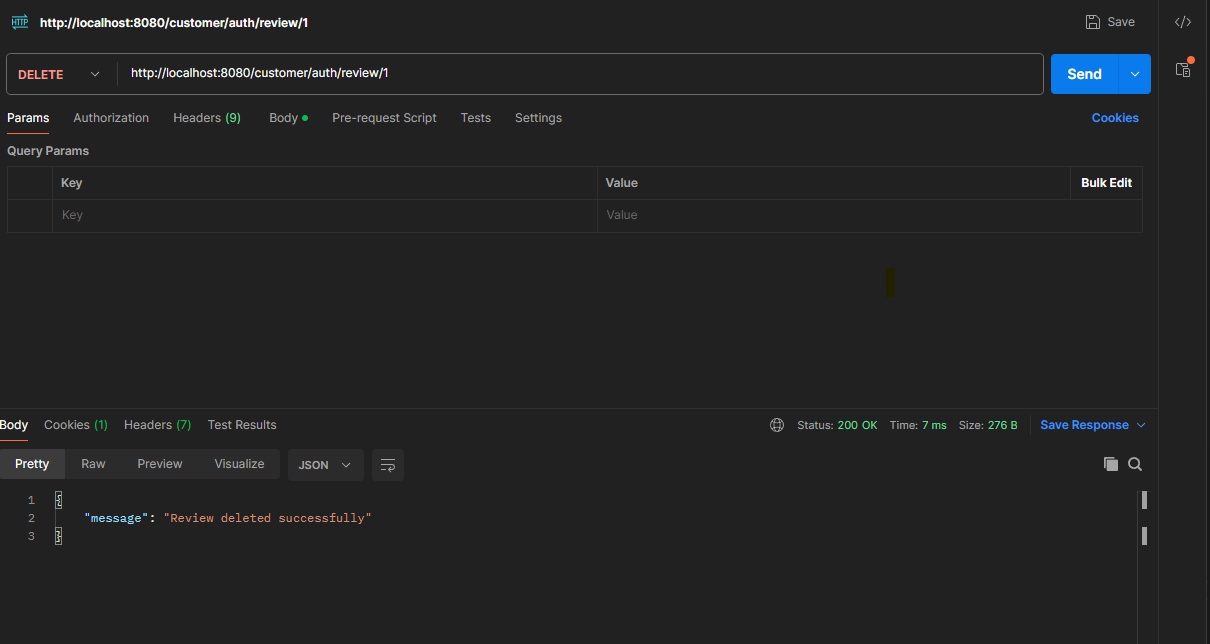 HTTP http://localhost:8080/customer/auth/review/1 Save </>
DELETE http://localhost:8080/customer/auth/review/1 Send
Params Authorization Headers (9) Body Pre-request Script Tests Settings Cookies
Query Params
Key Value Bulk Edit
Key Value
Body Cookies (1) Headers (7) Test Results Status: 200 OK Time: 7 ms Size: 276 B Save Response
Pretty Raw Preview Visualize JSON
1 {
2 "message": "Review deleted successfully"
3 }